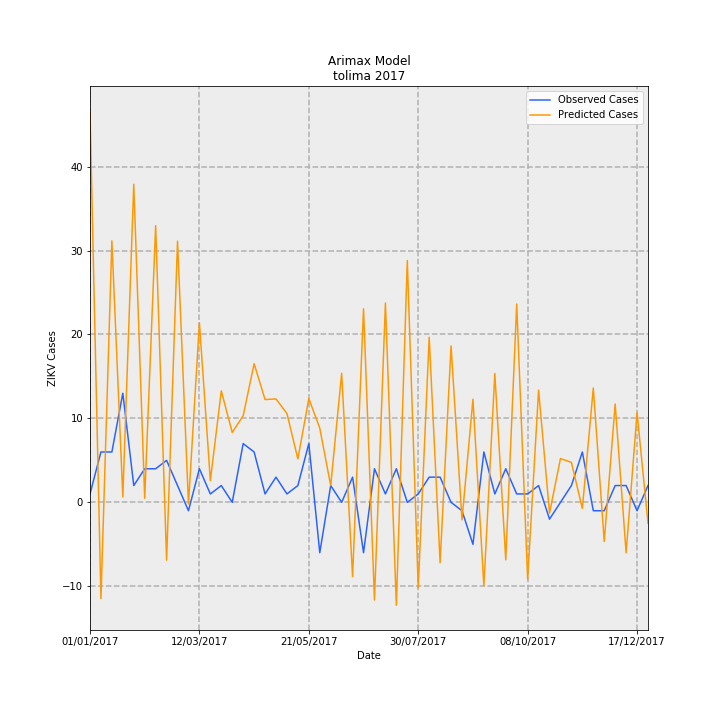 Arimax Model
tolima 2017
Observed Cases
Predicted Cases
ZIKV Cases
40
30
20
10
0
−10
01/01/2017 12/03/2017 21/05/2017 30/07/2017 08/10/2017 17/12/2017
Date